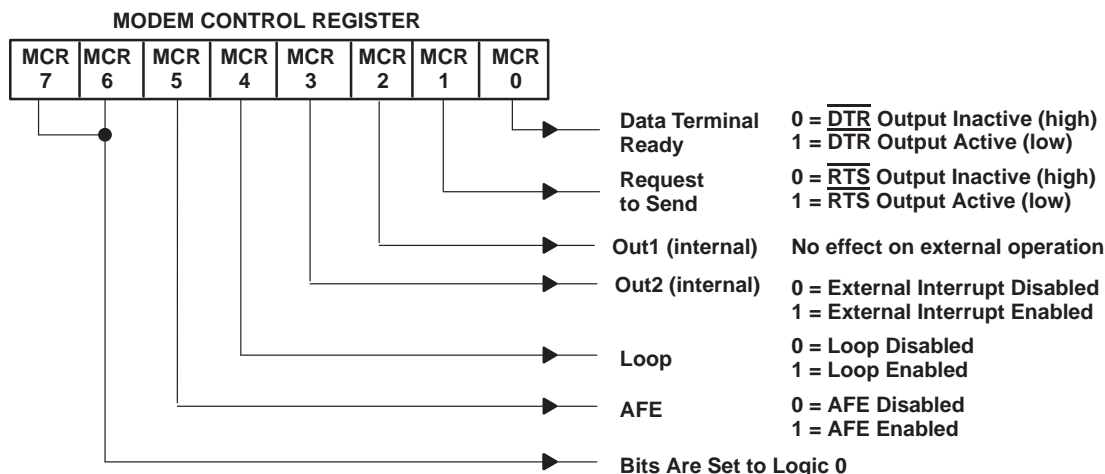 MODEM CONTROL REGISTER
MCR MCR MCR MCR MCR MCR MCR MCR
7 6 5 4 3 2 1 0
Data Terminal Ready
0 = D̅T̅R̅ Output Inactive (high)
1 = D̅T̅R̅ Output Active (low)
Request to Send
0 = R̅T̅S̅ Output Inactive (high)
1 = R̅T̅S̅ Output Active (low)
Out1 (internal) No effect on external operation
Out2 (internal)
0 = External Interrupt Disabled
1 = External Interrupt Enabled
Loop
0 = Loop Disabled
1 = Loop Enabled
AFE
0 = AFE Disabled
1 = AFE Enabled
Bits Are Set to Logic 0